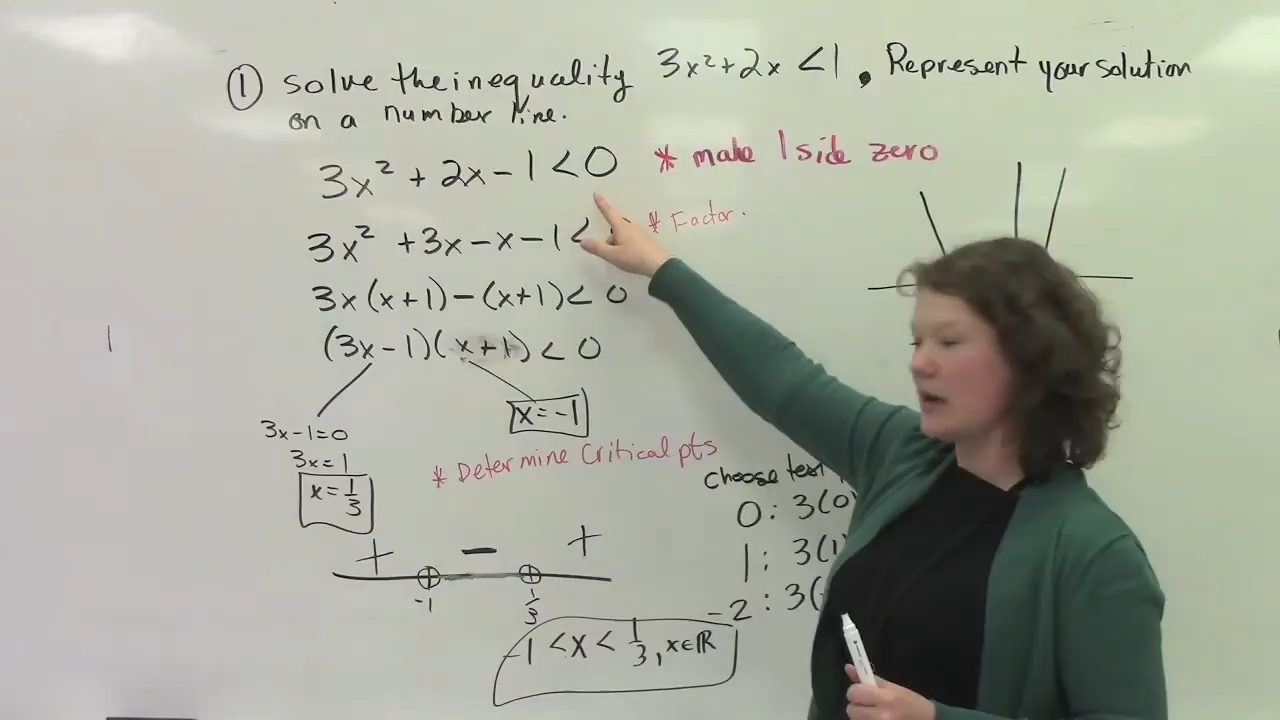 ① Solve the inequality 3x²+2x <1. Represent your solution
on a number line.
3x² + 2x - 1 < 0 * make 1 side zero
3x² + 3x - x - 1 < * Factor.
3x(x+1) - (x+1) < 0
(3x-1)(x+1) < 0
3x-1=0
3x=1
x=1/3
x=-1
* Determine Critical pts
choose test
0: 3(0)
1: 3(1)
-2: 3(
+ - +
-1 1/3
-1 < x < 1/3, x∈ℝ